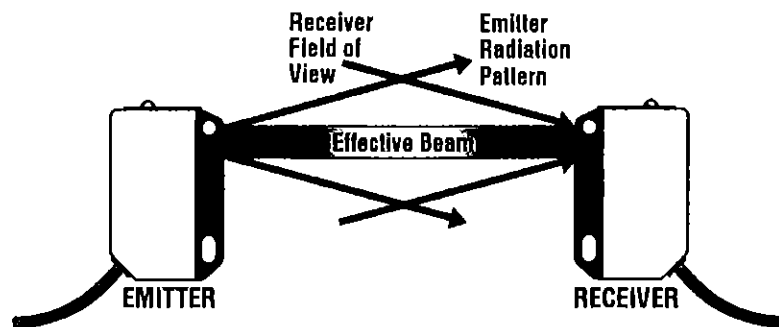 Receiver
Field of
View
Emitter
Radiation
Pattern
Effective Beam
EMITTER
RECEIVER